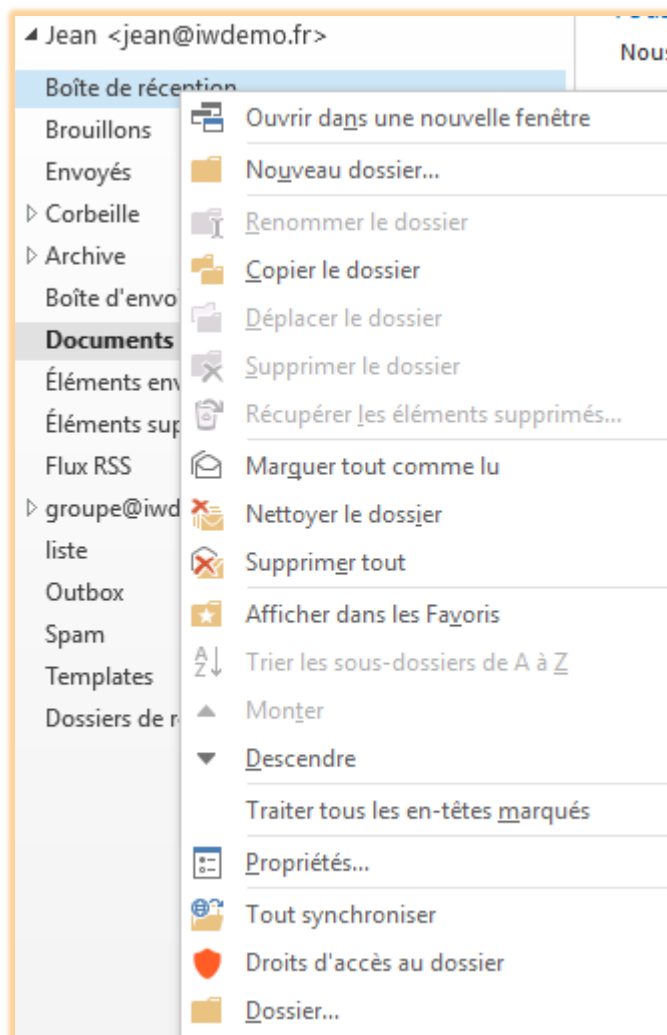 Jean <jean@iwdemo.fr>
Nous
Boîte de réception
Brouillons
Envoyés
Corbeille
Archive
Boîte d'envo
Documents
Éléments env
Éléments sup
Flux RSS
groupe@iwd
liste
Outbox
Spam
Templates
Dossiers de r
Ouvrir dans une nouvelle fenêtre
Nouveau dossier...
Renommer le dossier
Copier le dossier
Déplacer le dossier
Supprimer le dossier
Récupérer les éléments supprimés...
Marquer tout comme lu
Nettoyer le dossier
Supprimer tout
Afficher dans les Favoris
Trier les sous-dossiers de A à Z
Monter
Descendre
Traiter tous les en-têtes marqués
Propriétés...
Tout synchroniser
Droits d'accès au dossier
Dossier...